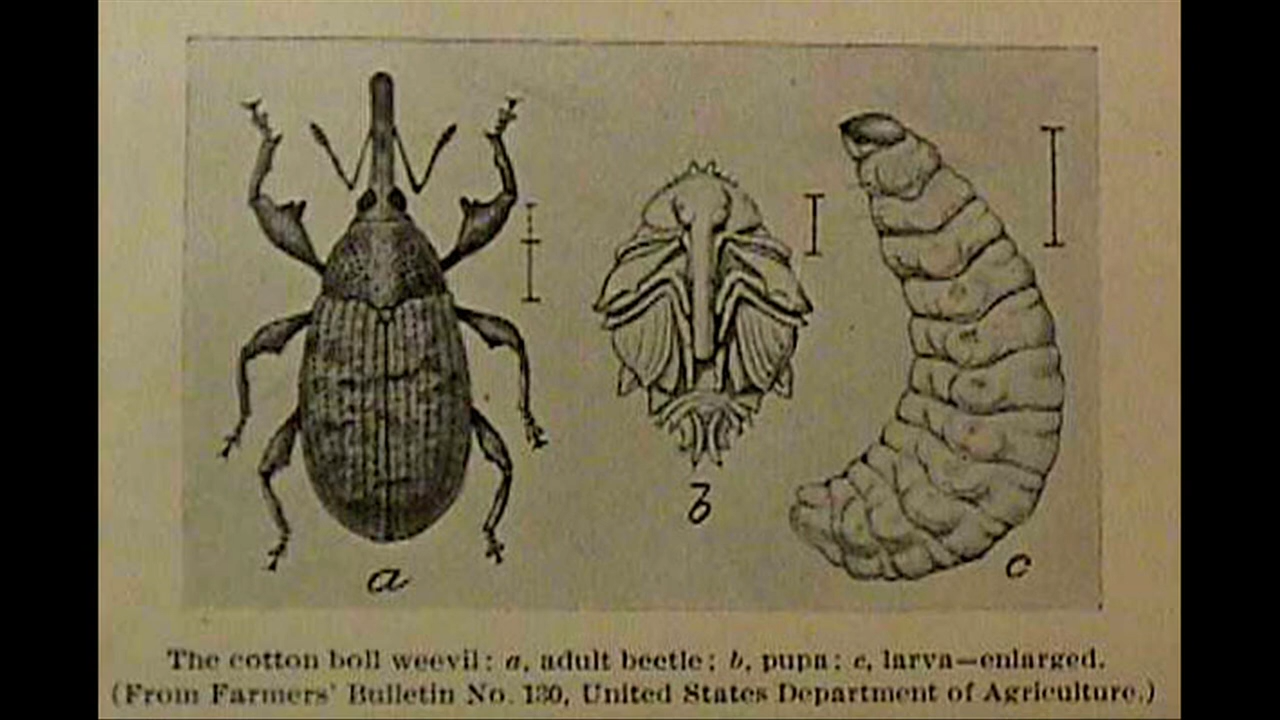 a
b
c
The cotton boll weevil: a, adult beetle; b, pupa; c, larva—enlarged.
(From Farmers' Bulletin No. 130, United States Department of Agriculture.)